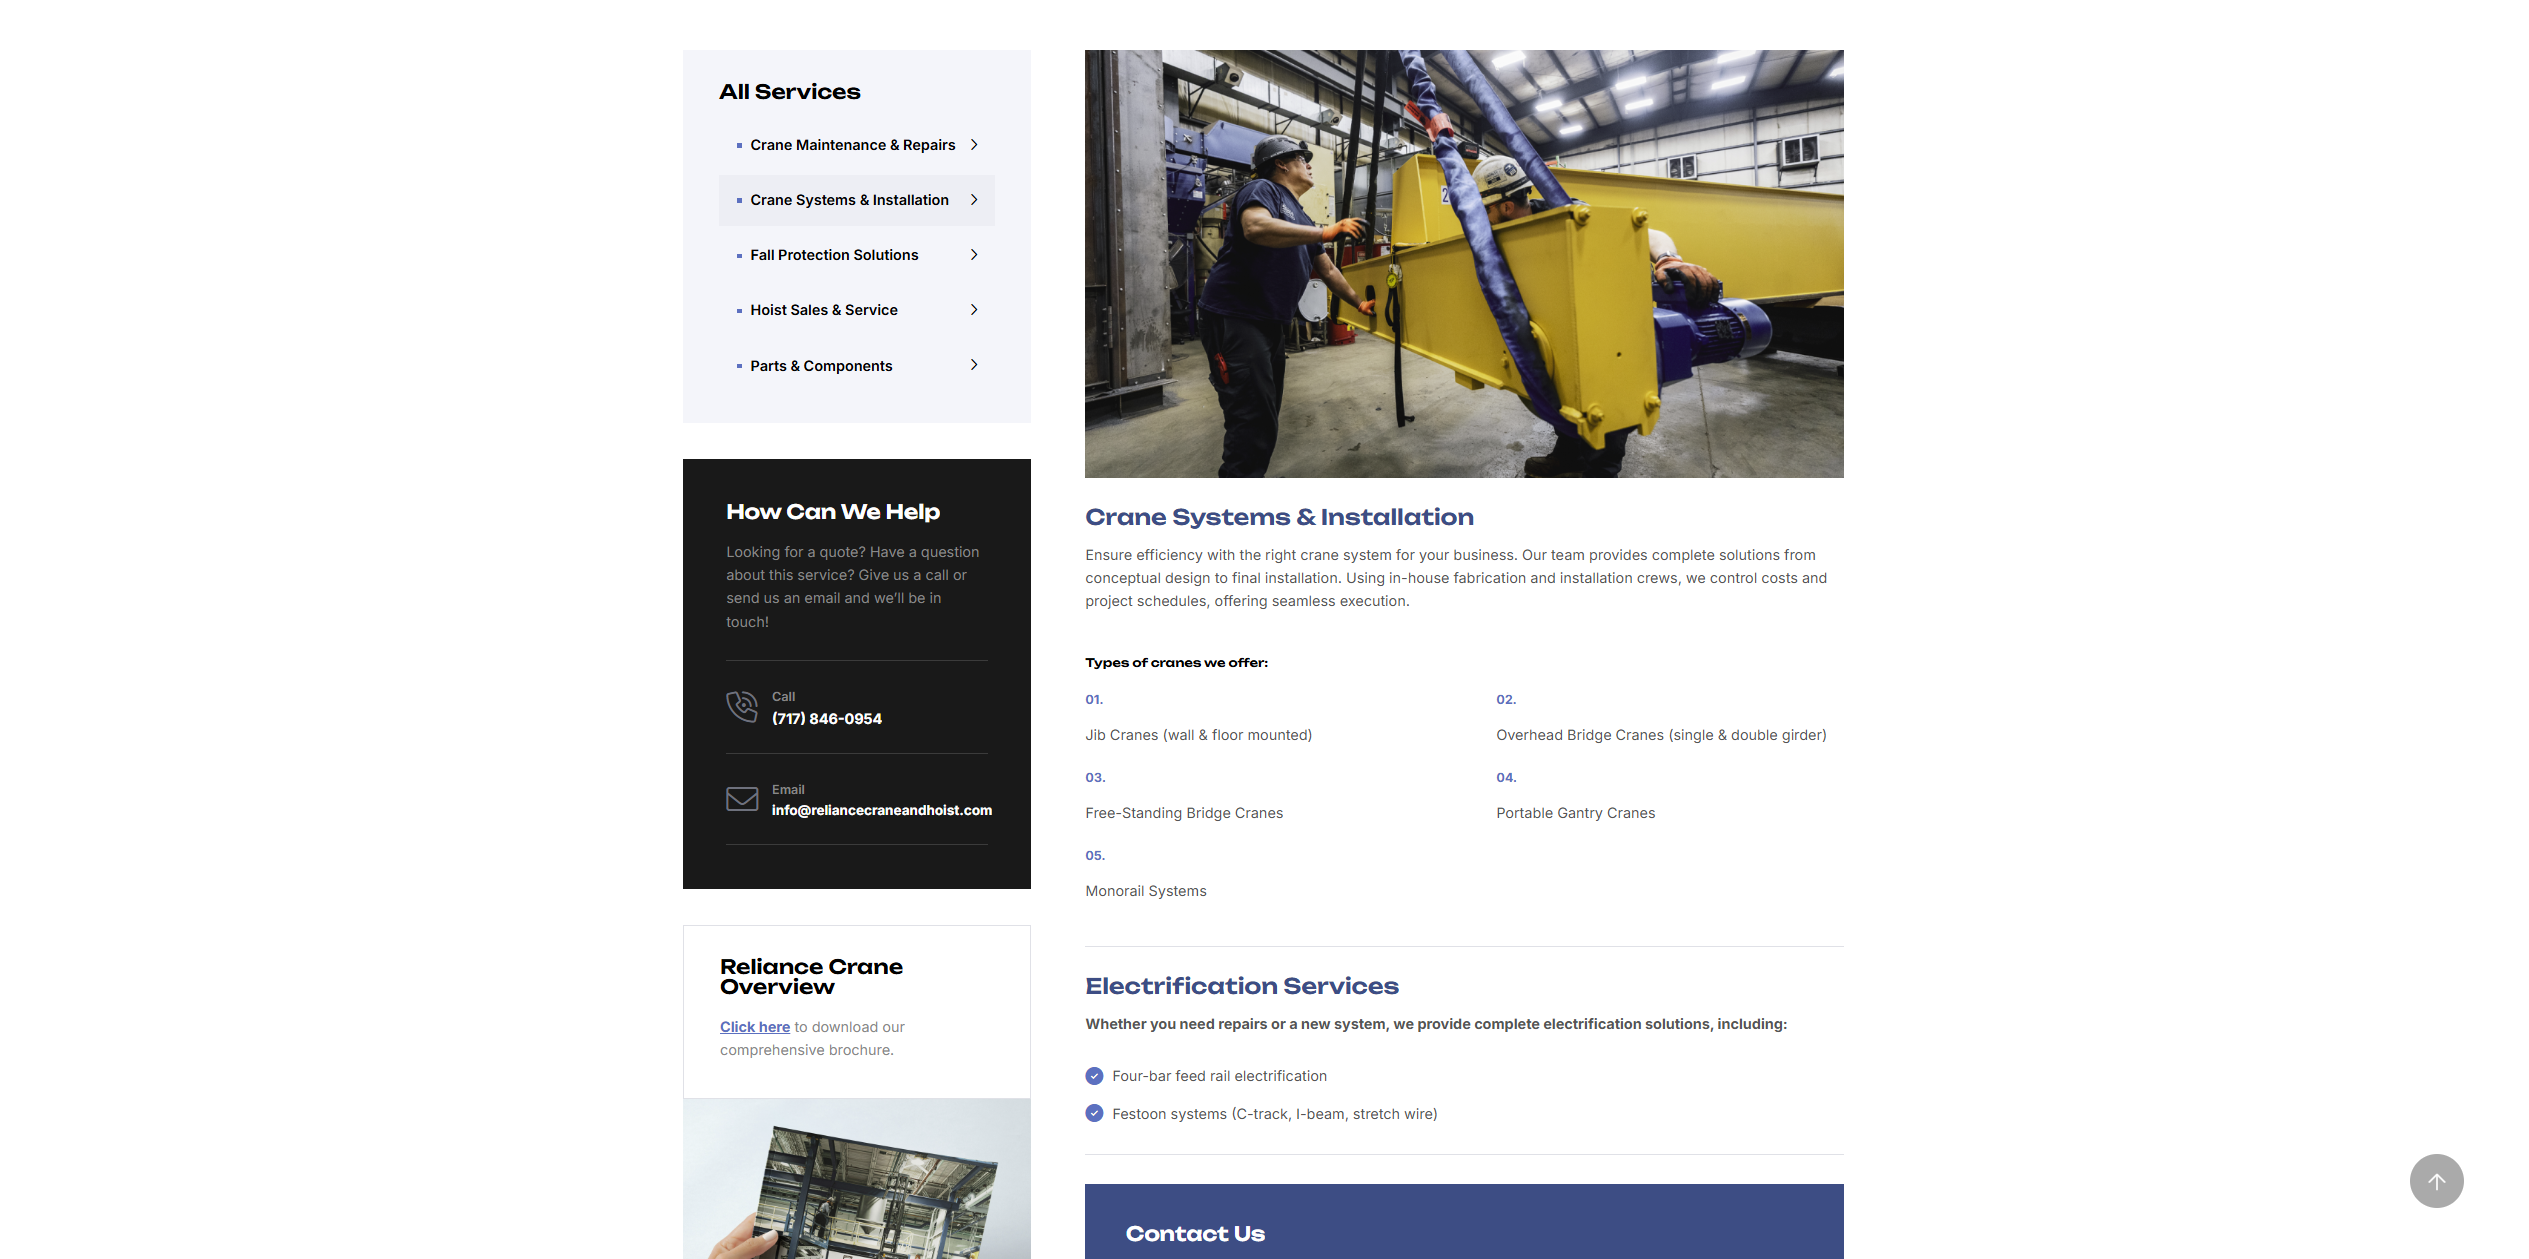 All Services
Crane Maintenance & Repairs
Crane Systems & Installation
Fall Protection Solutions
Hoist Sales & Service
Parts & Components
How Can We Help
Looking for a quote? Have a question
about this service? Give us a call or
send us an email and we’ll be in
touch!
Call
(717) 846-0954
Email
info@reliancecraneandhoist.com
Reliance Crane
Overview
Click here to download our
comprehensive brochure.
Crane Systems & Installation
Ensure efficiency with the right crane system for your business. Our team provides complete solutions from
conceptual design to final installation. Using in-house fabrication and installation crews, we control costs and
project schedules, offering seamless execution.
Types of cranes we offer:
01.
Jib Cranes (wall & floor mounted)
02.
Overhead Bridge Cranes (single & double girder)
03.
Free-Standing Bridge Cranes
04.
Portable Gantry Cranes
05.
Monorail Systems
Electrification Services
Whether you need repairs or a new system, we provide complete electrification solutions, including:
Four-bar feed rail electrification
Festoon systems (C-track, I-beam, stretch wire)
Contact Us